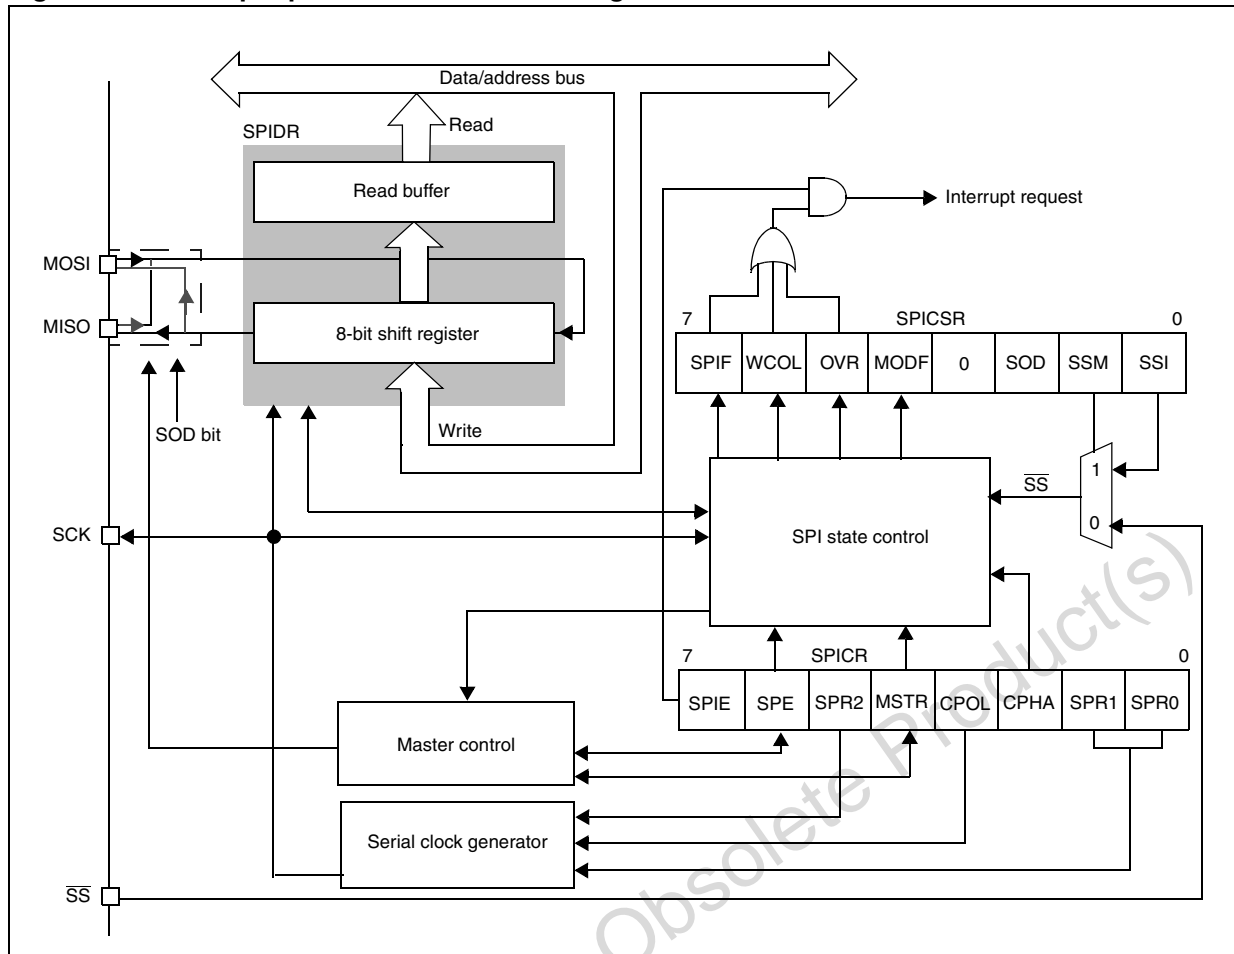 Data/address bus
SPIDR
Read
Read buffer
Interrupt request
MOSI
MISO
8-bit shift register
7 SPICSR 0
SPIF WCOL OVR MODF 0 SOD SSM SSI
SOD bit
Write
1
SS
0
SCK
SPI state control
7 SPICR 0
SPIE SPE SPR2 MSTR CPOL CPHA SPR1 SPR0
Master control
Serial clock generator
SS
Obsolete Product(s)